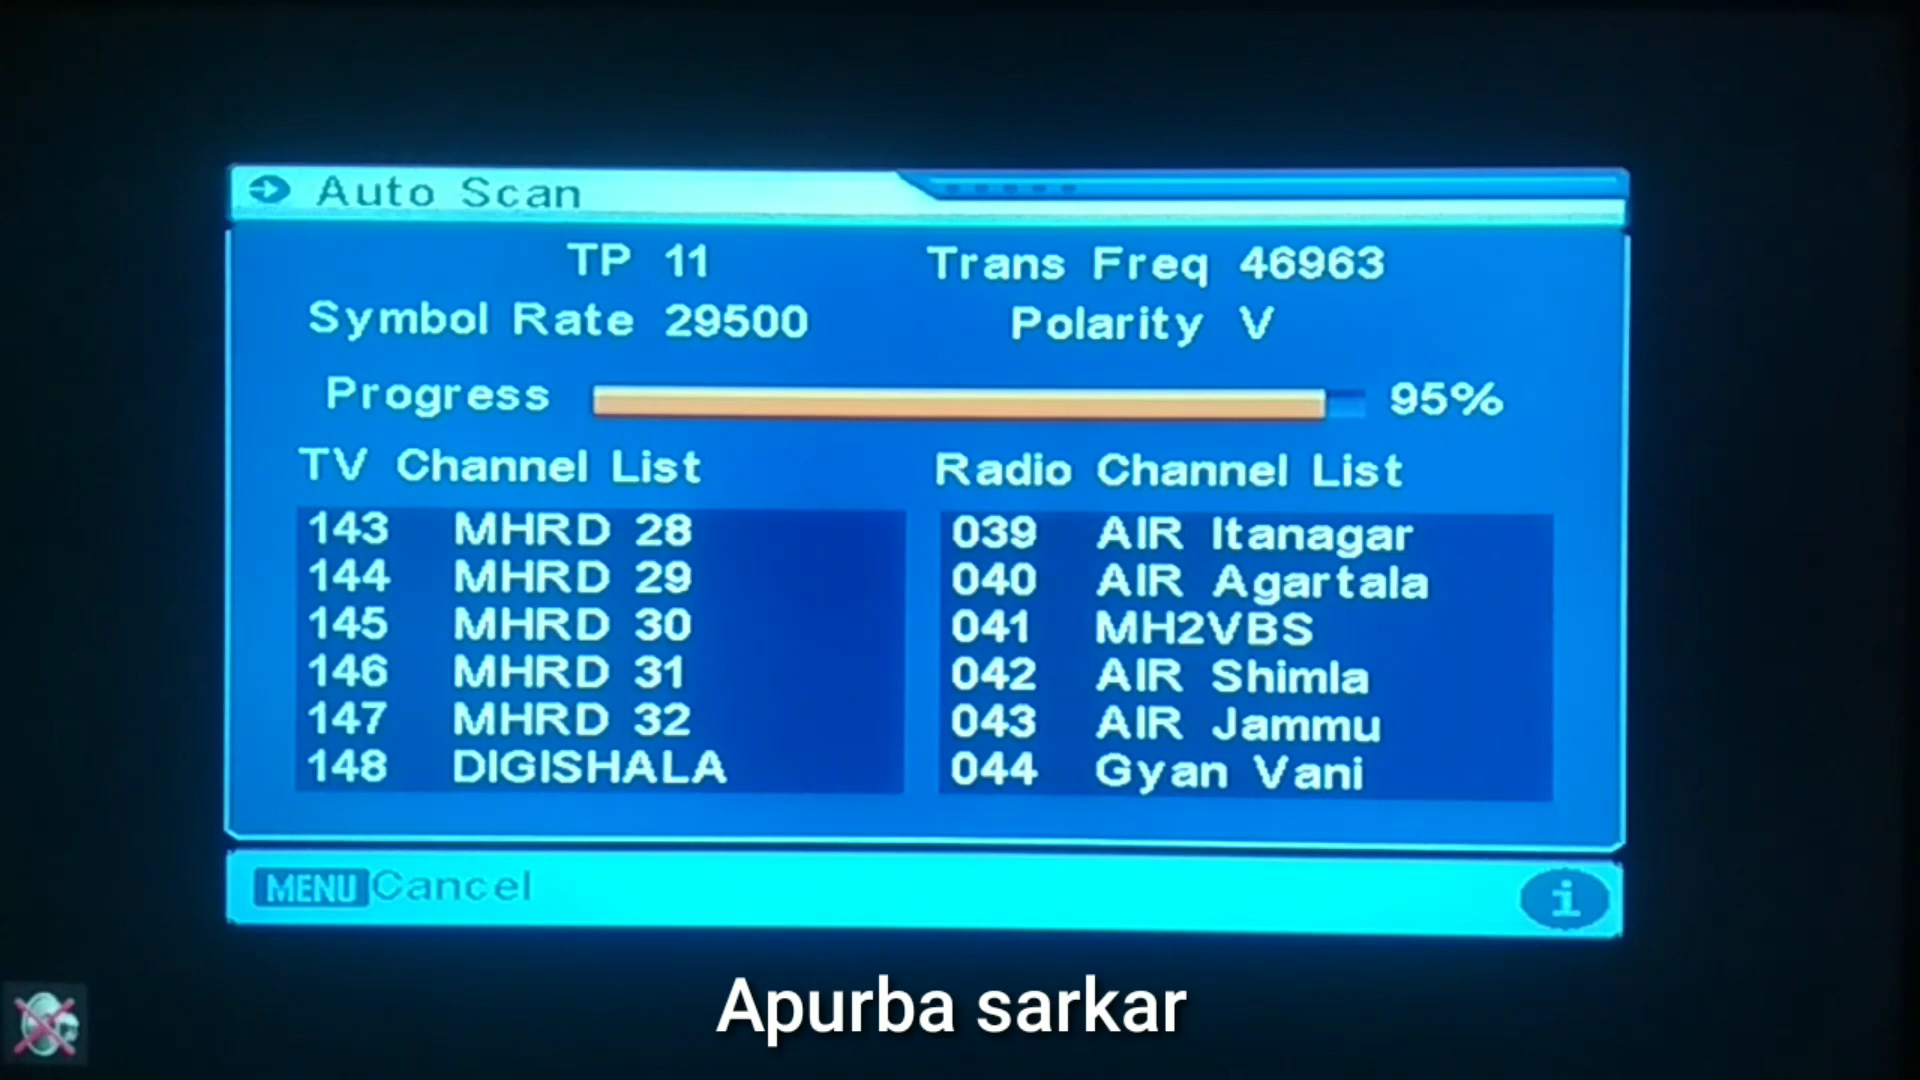 Auto Scan
TP 11 Trans Freq 46963
Symbol Rate 29500 Polarity V
Progress 95%
TV Channel List Radio Channel List
143 MHRD 28 039 AIR Itanagar
144 MHRD 29 040 AIR Agartala
145 MHRD 30 041 MH2VBS
146 MHRD 31 042 AIR Shimla
147 MHRD 32 043 AIR Jammu
148 DIGISHALA 044 Gyan Vani
MENU Cancel i
Apurba sarkar